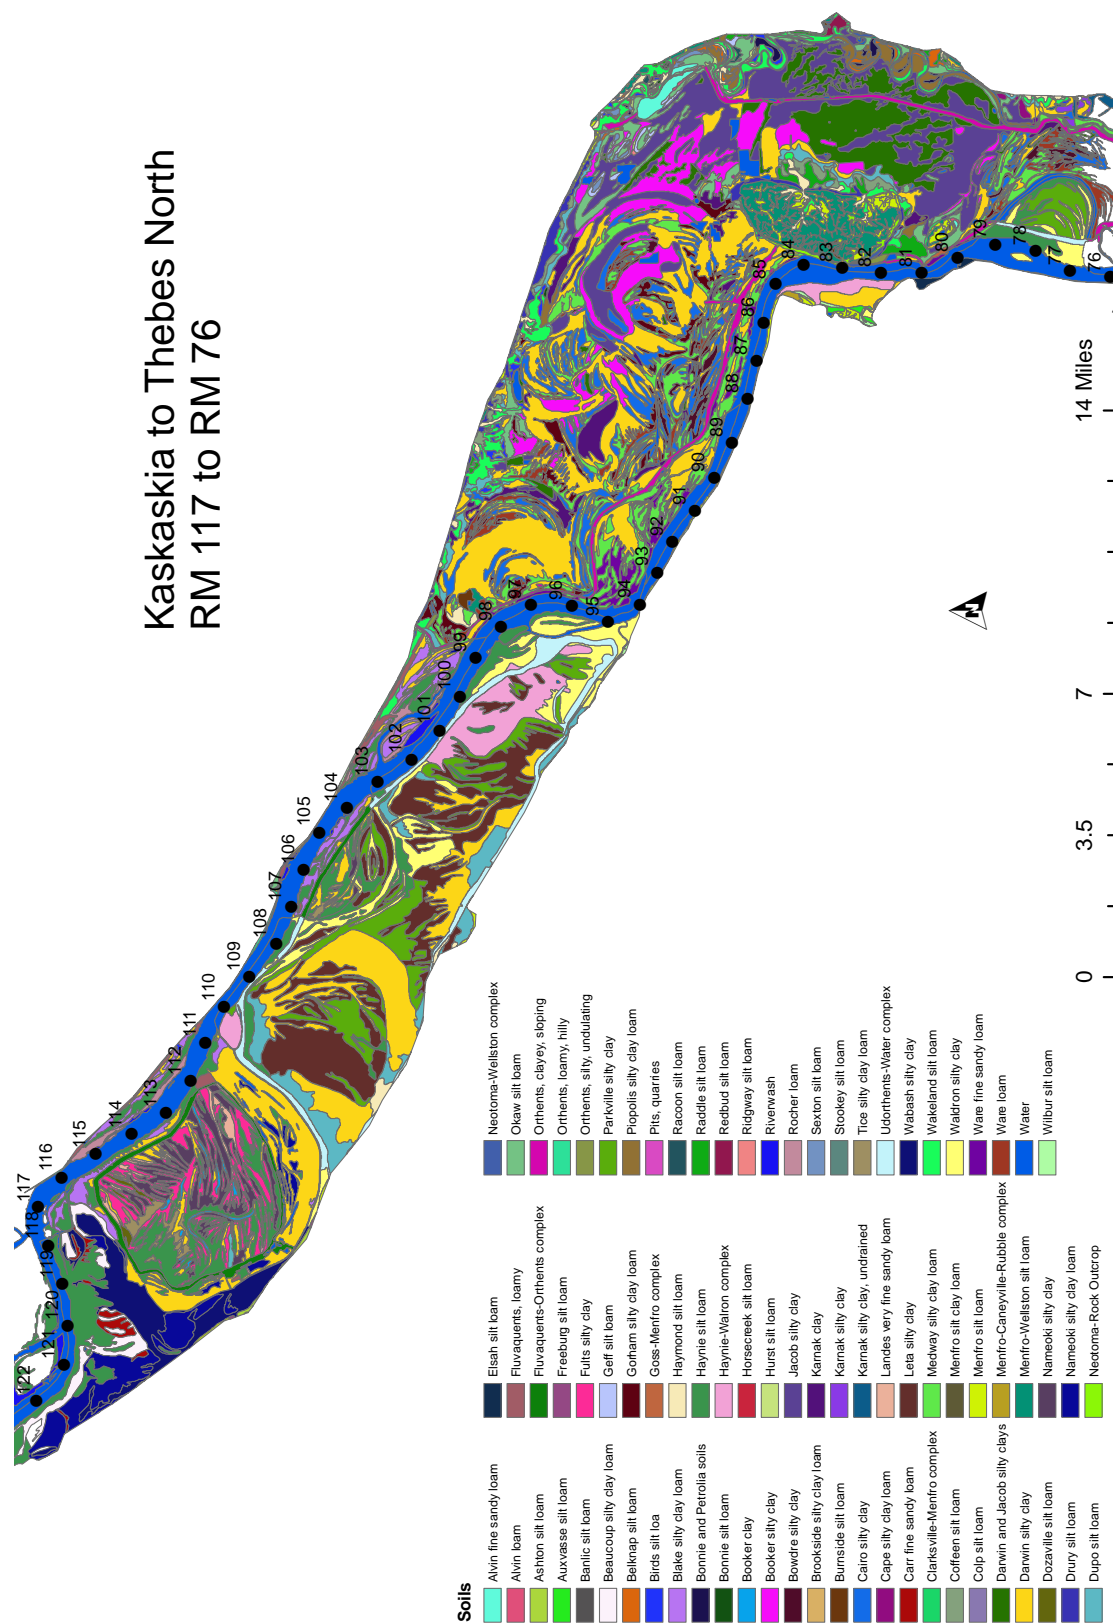 Kaskaskia to Thebes North
RM 117 to RM 76
122
121
120
119
118
117
116
115
114
113
112
111
110
109
108
107
106
105
104
103
102
101
100
99
98
97
96
95
94
93
92
91
90
89
88
87
86
85
84
83
82
81
80
79
78
77
76
N
0
3.5
7
14 Miles
Soils
Alvin fine sandy loam
Alvin loam
Ashton silt loam
Auxvasse silt loam
Banlic silt loam
Beaucoup silty clay loam
Belknap silt loam
Birds silt loa
Blake silty clay loam
Bonnie and Petrolia soils
Bonnie silt loam
Booker clay
Booker silty clay
Bowdre silty clay
Brookside silty clay loam
Burnside silt loam
Cairo silty clay
Cape silty clay loam
Carr fine sandy loam
Clarksville-Menfro complex
Coffeen silt loam
Colp silt loam
Darwin and Jacob silty clays
Darwin silty clay
Dozaville silt loam
Drury silt loam
Dupo silt loam
Elsah silt loam
Fluvaquents, loamy
Fluvaquents-Orthents complex
Freeburg silt loam
Fults silty clay
Geff silt loam
Gorham silty clay loam
Goss-Menfro complex
Haymond silt loam
Haynie silt loam
Haynie-Waldron complex
Horsecreek silt loam
Hurst silt loam
Jacob silty clay
Karnak clay
Karnak silty clay
Karnak silty clay, undrained
Landes very fine sandy loam
Leta silty clay
Medway silty clay loam
Menfro silt clay loam
Menfro silt loam
Menfro-Caneyville-Rubble complex
Menfro-Wellston silt loam
Nameoki silty clay
Nameoki silty clay loam
Neotoma-Rock Outcrop
Neotoma-Wellston complex
Okaw silt loam
Orthents, clayey, sloping
Orthents, loamy, hilly
Orthents, silty, undulating
Parkville silty clay
Piopolis silty clay loam
Pits, quarries
Racoon silt loam
Raddle silt loam
Redbud silt loam
Ridgway silt loam
Riverwash
Rocher loam
Sexton silt loam
Stookey silt loam
Tice silty clay loam
Udorthents-Water complex
Wabash silty clay
Wakeland silt loam
Waldron silty clay
Ware fine sandy loam
Ware loam
Water
Wilbur silt loam